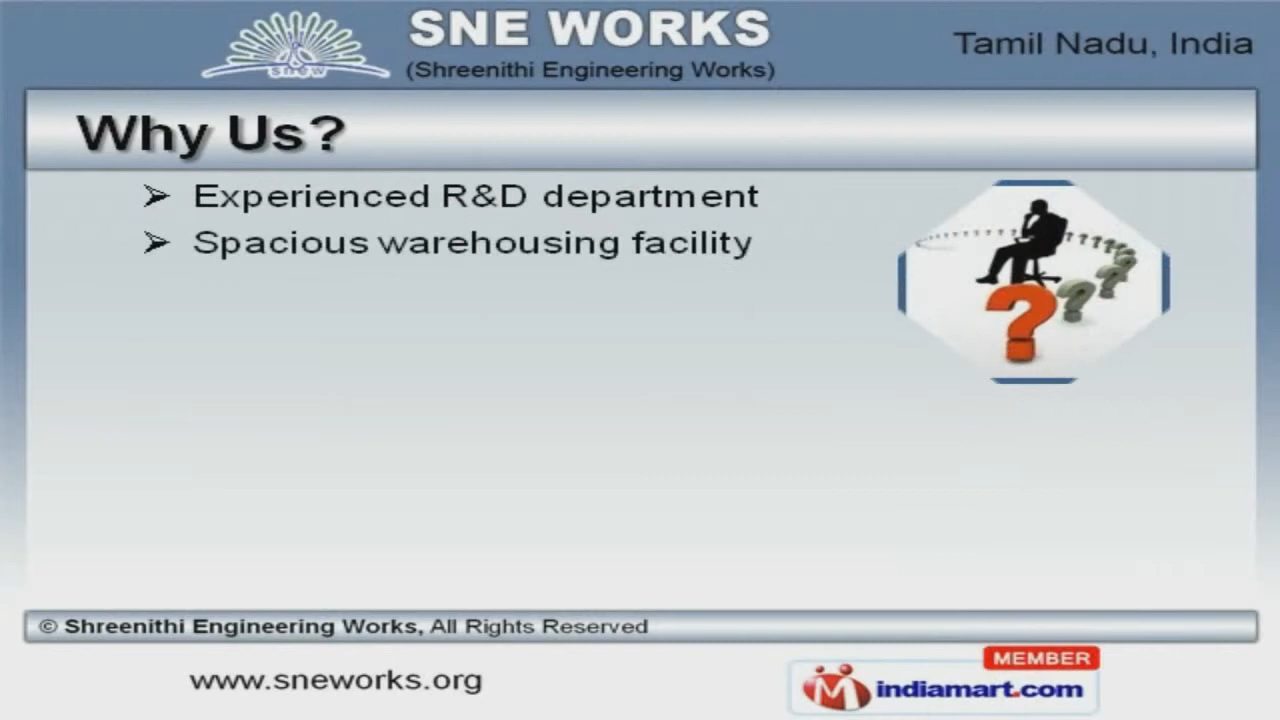 SNE WORKS
(Shreenithi Engineering Works)
snew
Tamil Nadu, India
Why Us?
➢ Experienced R&D department
➢ Spacious warehousing facility
© Shreenithi Engineering Works, All Rights Reserved
www.sneworks.org
MEMBER
indiamart.com